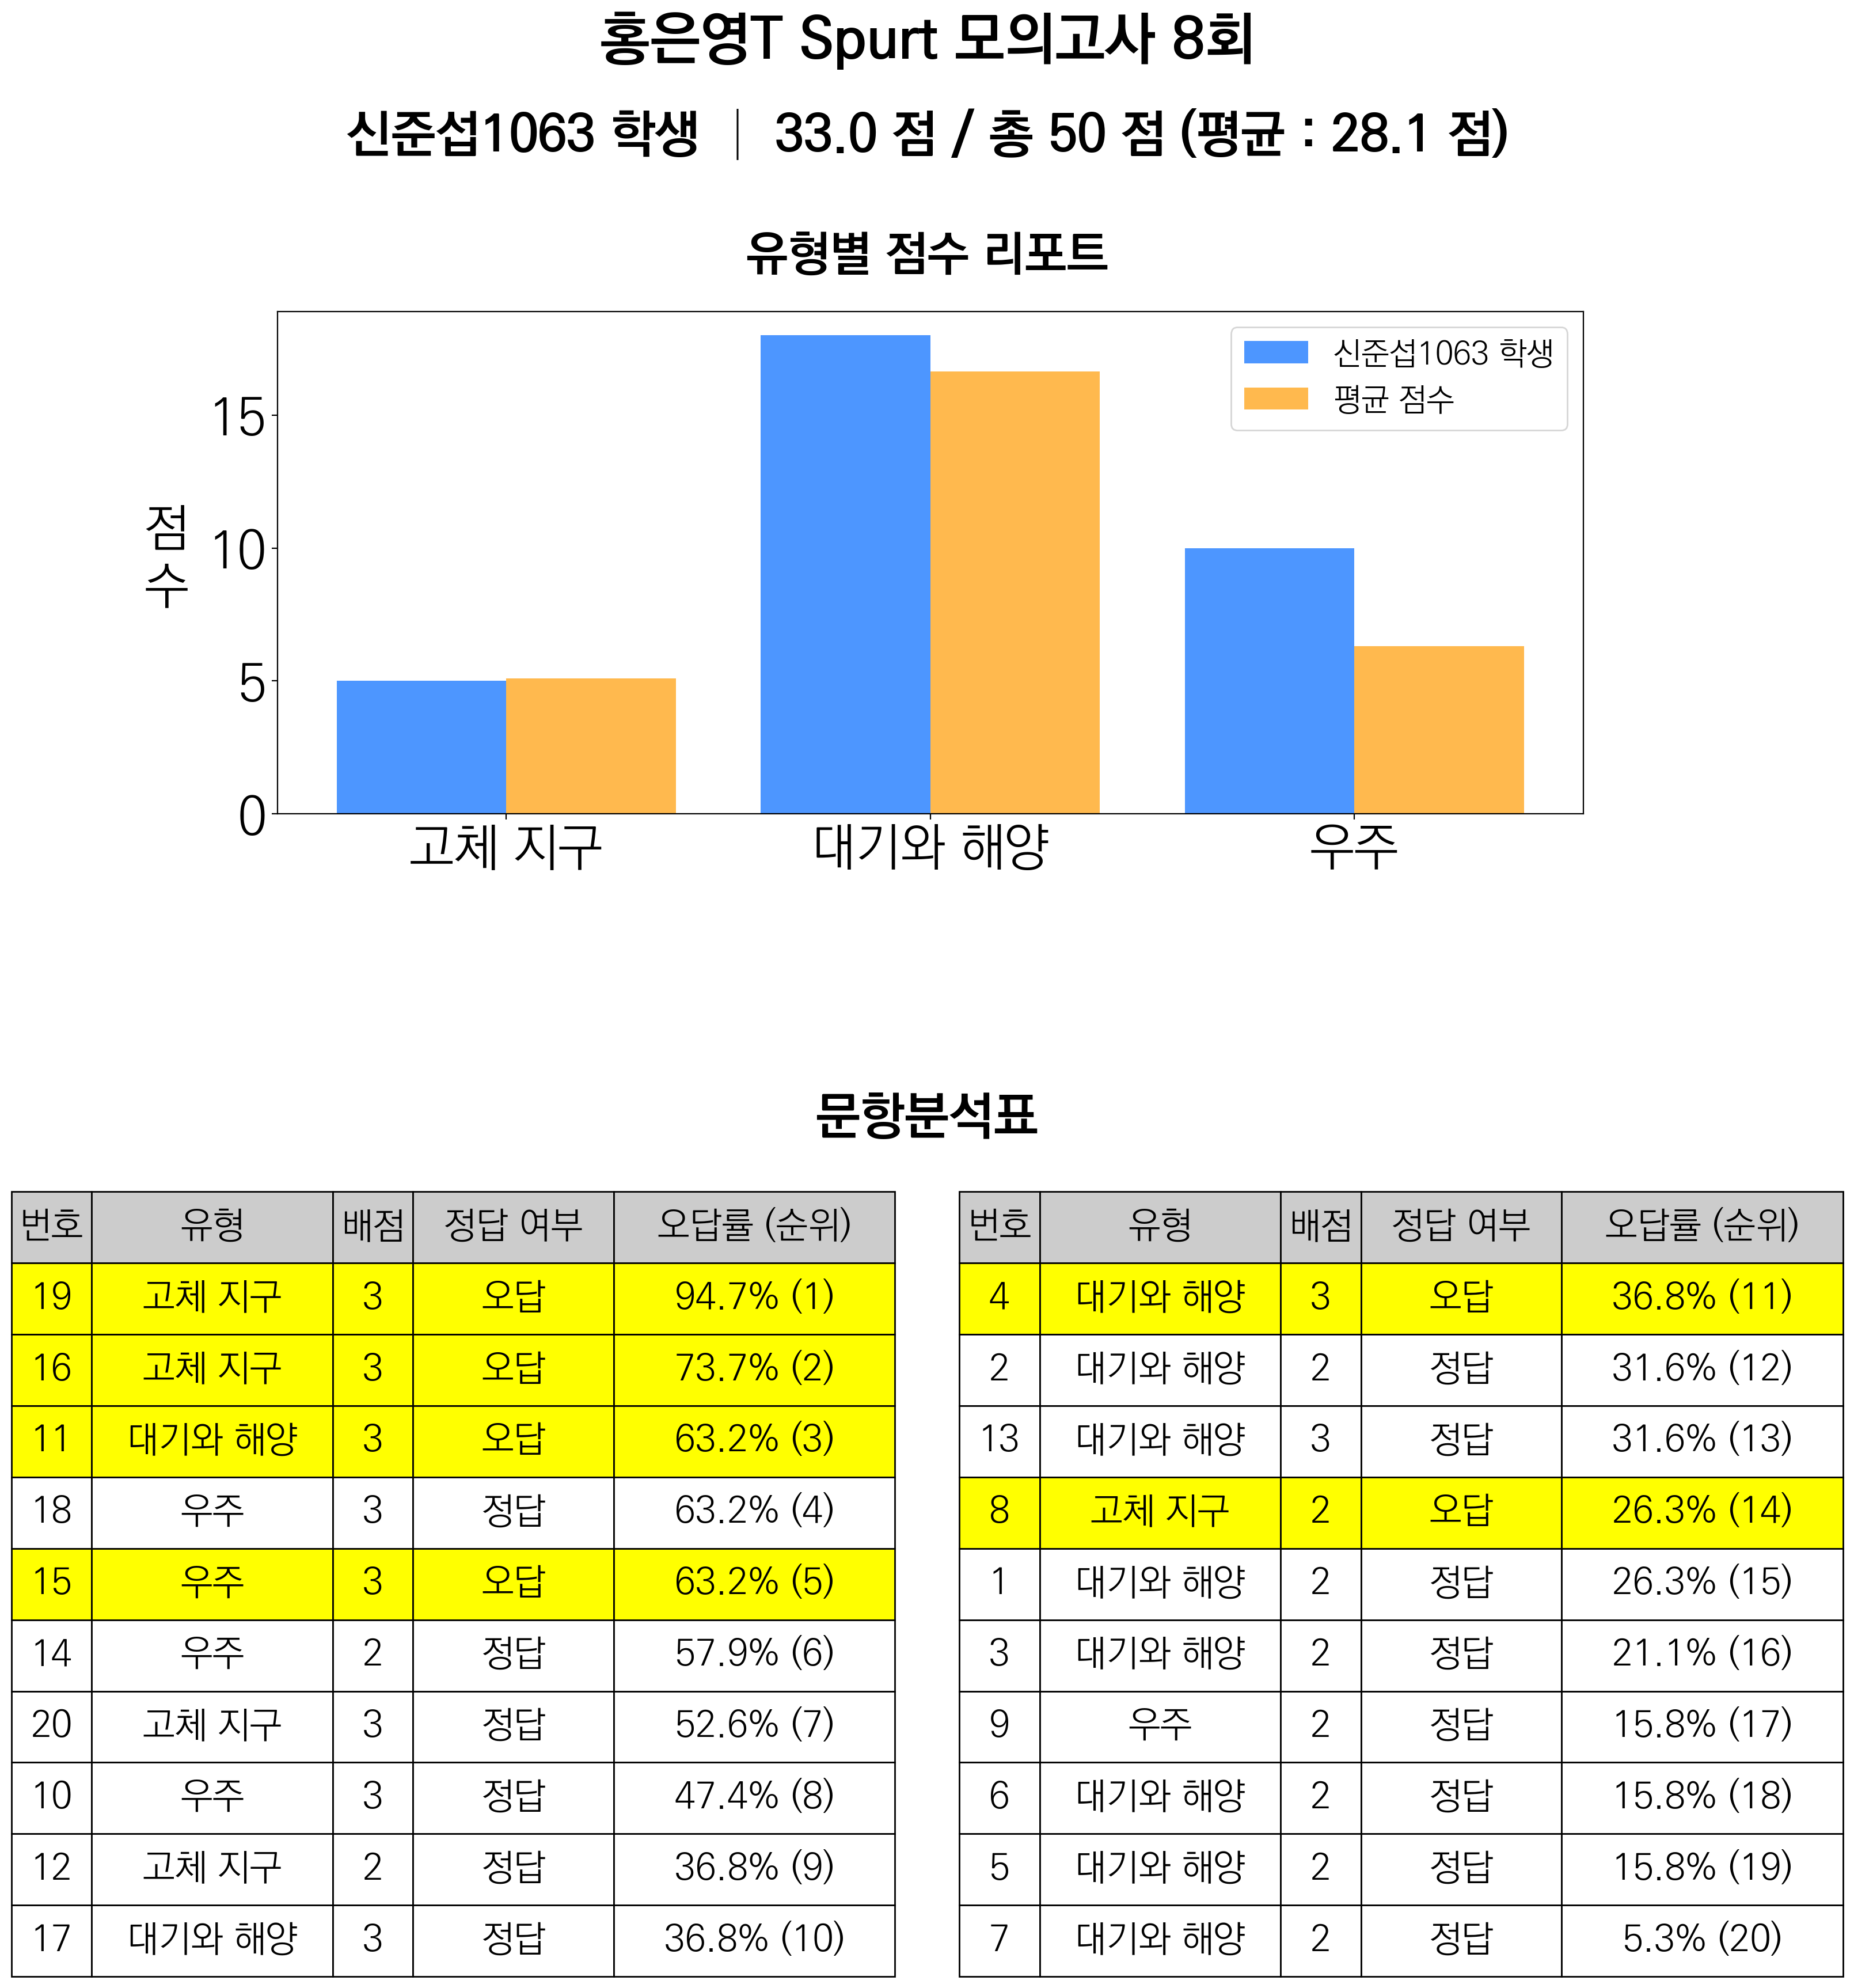 홍은영T Spurt 모의고사 8회
신준섭1063 학생 │ 33.0 점 / 총 50 점 (평균 : 28.1 점)
유형별 점수 리포트
신준섭1063 학생
평균 점수
점
수
15
10
5
0
고체 지구 대기와 해양 우주
문항분석표
번호 유형 배점 정답 여부 오답률 (순위)
19 고체 지구 3 오답 94.7% (1)
16 고체 지구 3 오답 73.7% (2)
11 대기와 해양 3 오답 63.2% (3)
18 우주 3 정답 63.2% (4)
15 우주 3 오답 63.2% (5)
14 우주 2 정답 57.9% (6)
20 고체 지구 3 정답 52.6% (7)
10 우주 3 정답 47.4% (8)
12 고체 지구 2 정답 36.8% (9)
17 대기와 해양 3 정답 36.8% (10)
번호 유형 배점 정답 여부 오답률 (순위)
4 대기와 해양 3 오답 36.8% (11)
2 대기와 해양 2 정답 31.6% (12)
13 대기와 해양 3 정답 31.6% (13)
8 고체 지구 2 오답 26.3% (14)
1 대기와 해양 2 정답 26.3% (15)
3 대기와 해양 2 정답 21.1% (16)
9 우주 2 정답 15.8% (17)
6 대기와 해양 2 정답 15.8% (18)
5 대기와 해양 2 정답 15.8% (19)
7 대기와 해양 2 정답 5.3% (20)